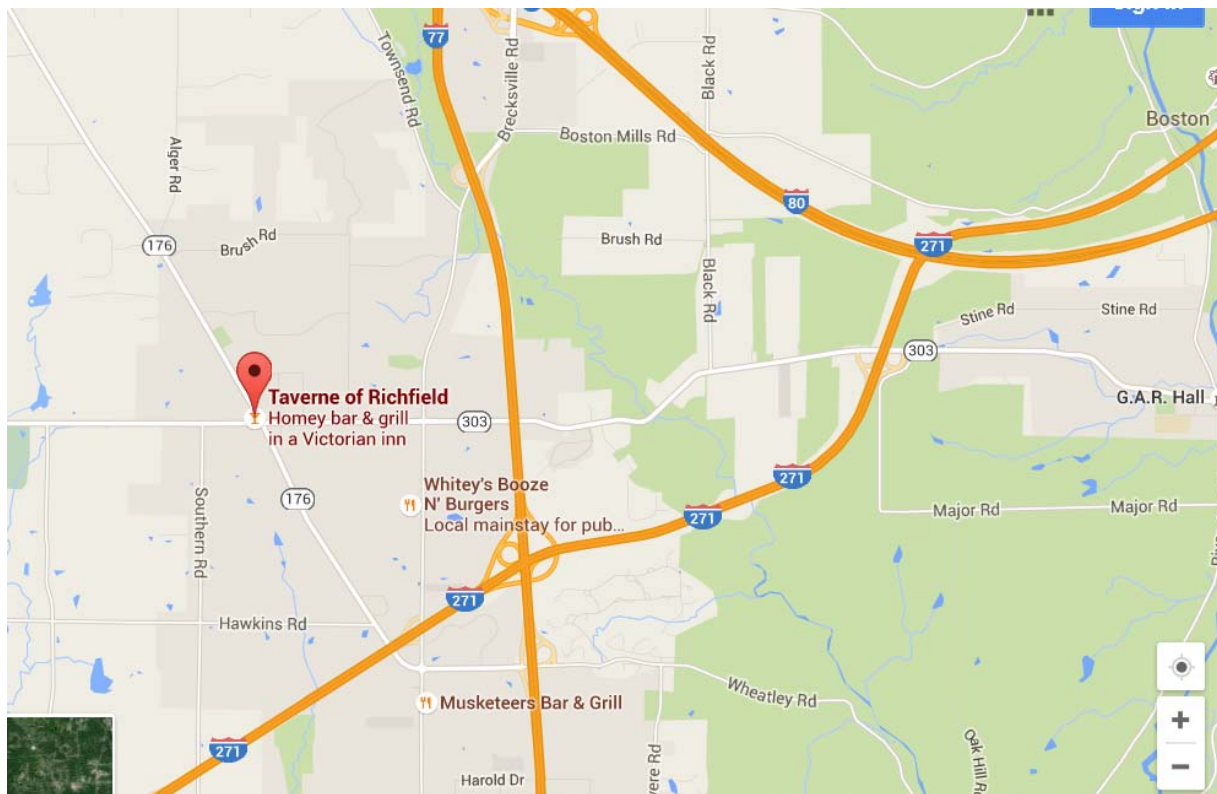 77
Townsend Rd
Brecksville Rd
Black Rd
Boston Mills Rd
Boston
Alger Rd
80
176
Brush Rd
Brush Rd
271
Black Rd
Stine Rd
Stine Rd
303
Taverne of Richfield
Homey bar & grill
in a Victorian inn
303
G.A.R. Hall
Whitey's Booze
N' Burgers
Local mainstay for pub...
271
176
Southern Rd
271
Major Rd
Major Rd
271
Hawkins Rd
Wheatley Rd
Musketeers Bar & Grill
271
Harold Dr
Oak Hill Rd
+
−